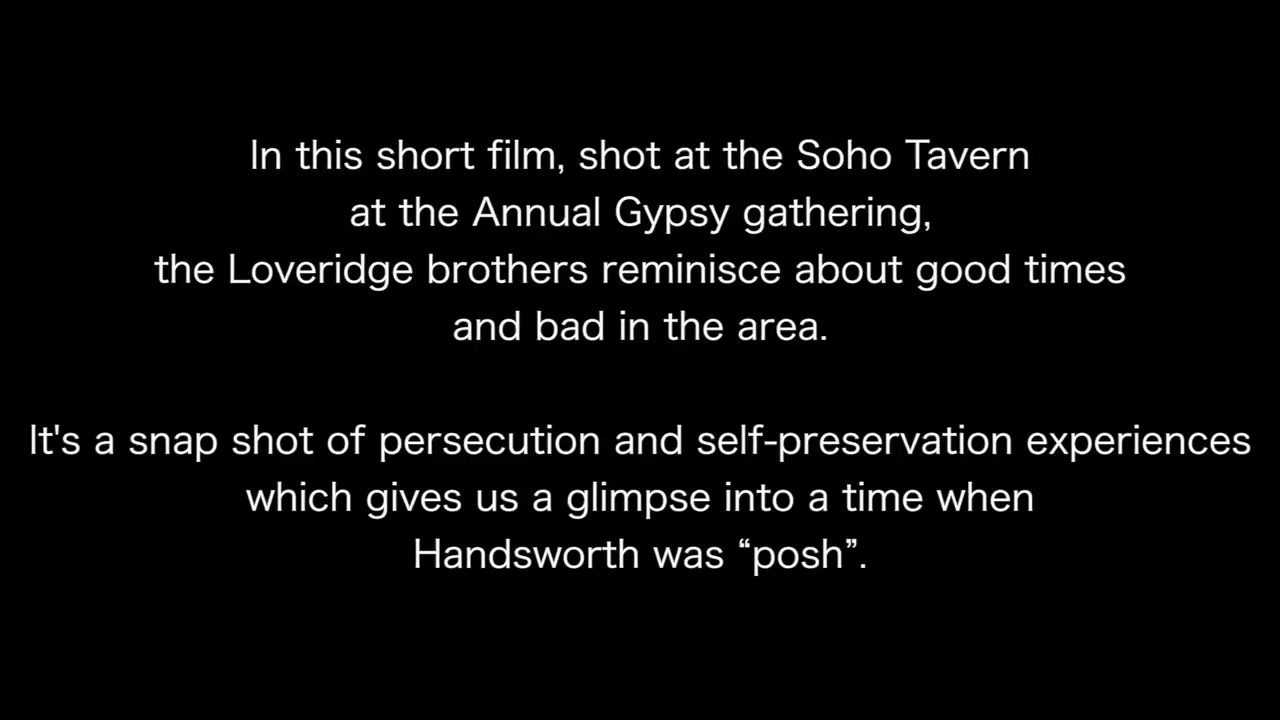 In this short film, shot at the Soho Tavern
at the Annual Gypsy gathering,
the Loveridge brothers reminisce about good times
and bad in the area.
It's a snap shot of persecution and self-preservation experiences
which gives us a glimpse into a time when
Handsworth was “posh”.